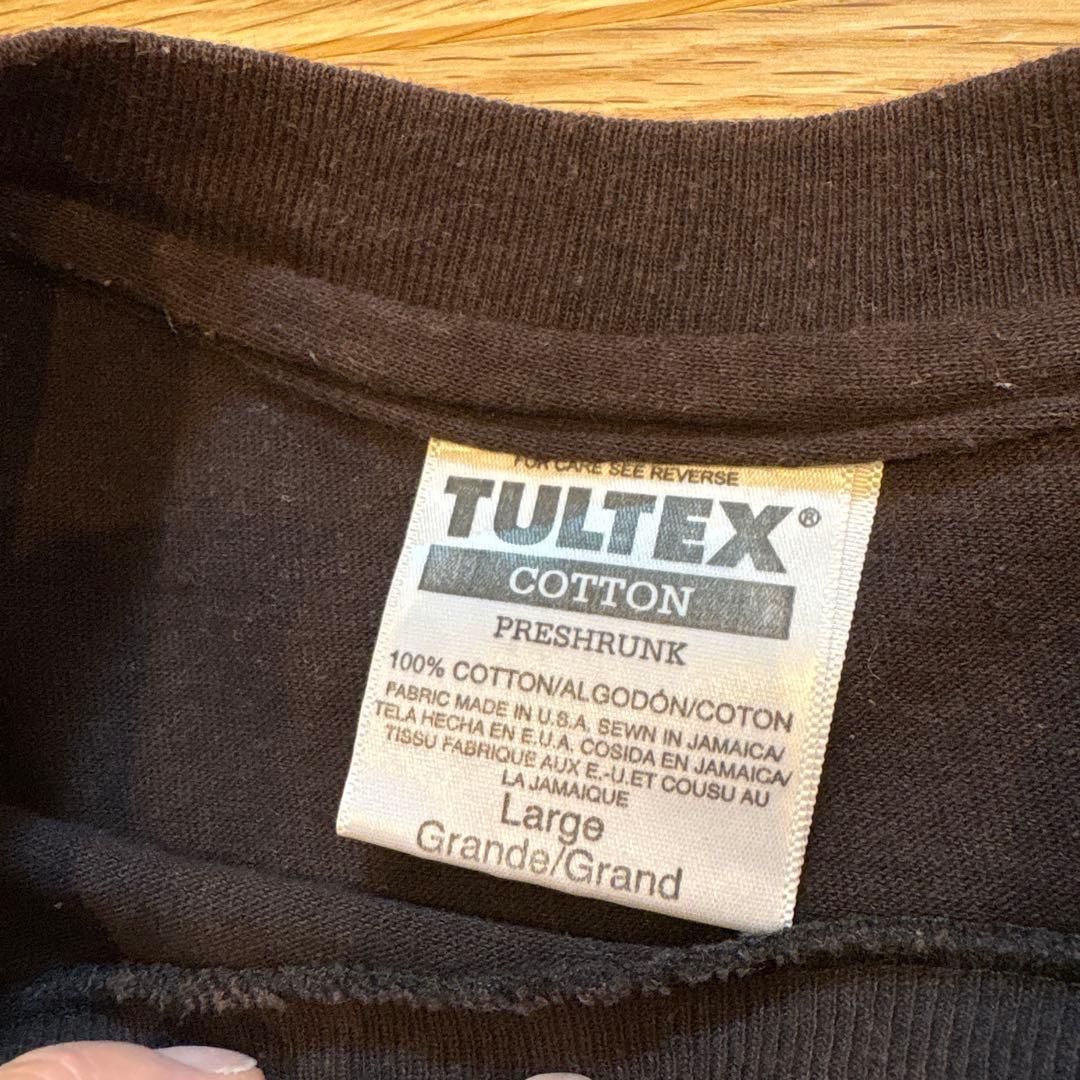 FOR CARE SEE REVERSE
TULTEX®
COTTON
PRESHRUNK
100% COTTON/ALGODÓN/COTON
FABRIC MADE IN U.S.A. SEWN IN JAMAICA/
TELA HECHA EN E.U.A. COSIDA EN JAMAICA/
TISSU FABRIQUE AUX E.-U.ET COUSU AU
LA JAMAIQUE
Large
Grande/Grand